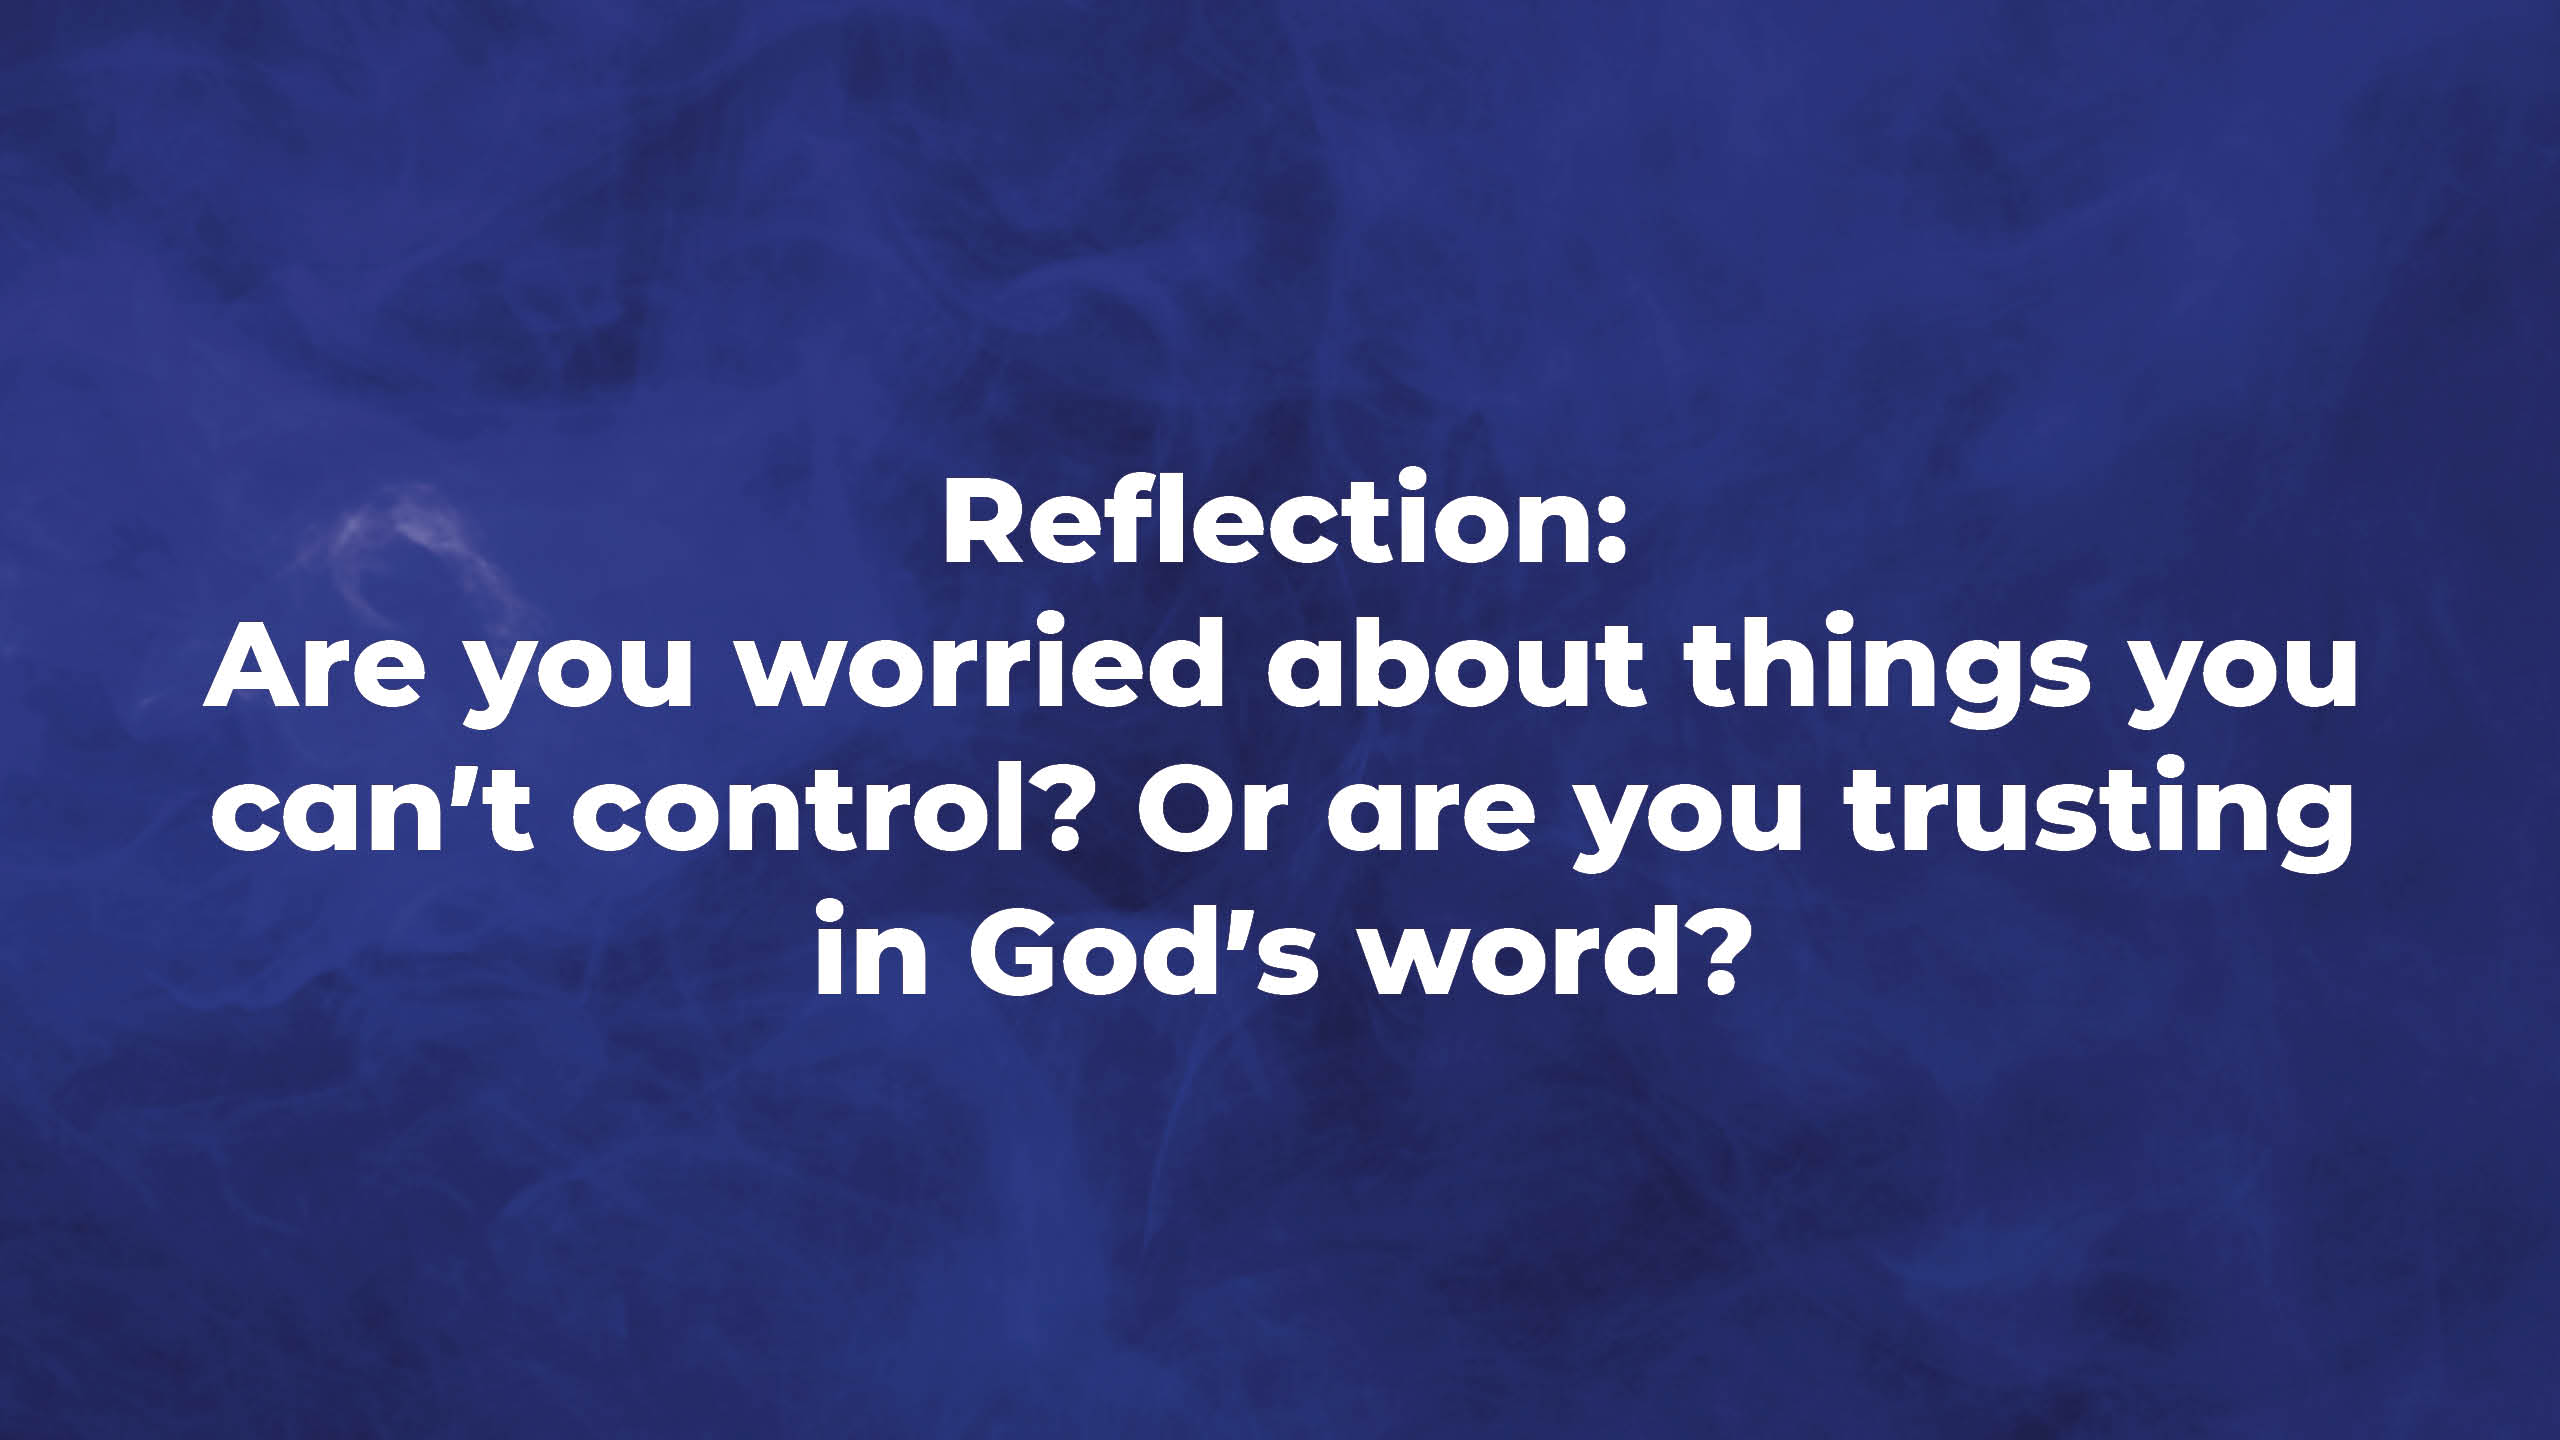 Reflection:
Are you worried about things you
can't control? Or are you trusting
in God's word?